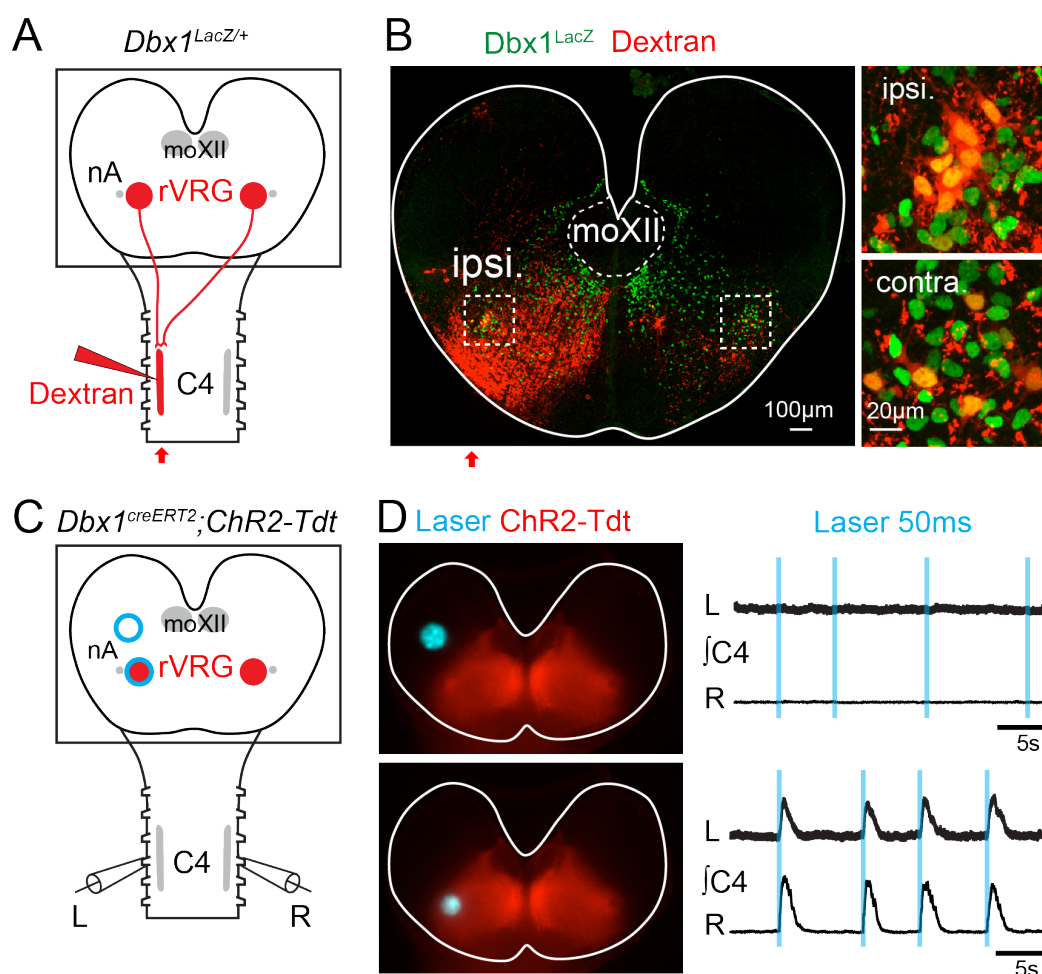 A
Dbx1LacZ/+
moXII
nA
rVRG
Dextran
C4
B
Dbx1LacZ Dextran
moXII
ipsi.
100µm
ipsi.
contra.
20µm
C
Dbx1creERT2;ChR2-Tdt
moXII
nA
rVRG
C4
L
R
D
Laser ChR2-Tdt
Laser 50ms
L
∫C4
R
5s
L
∫C4
R
5s